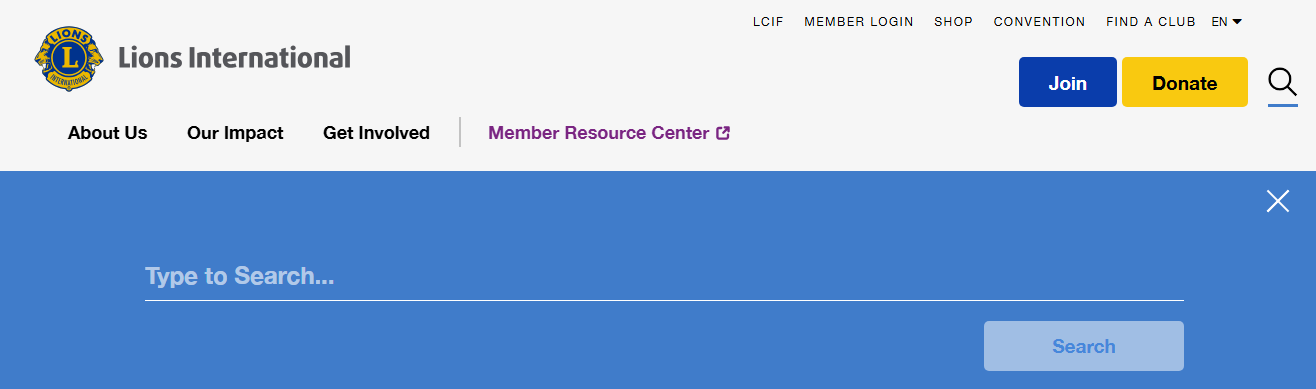 LCIF MEMBER LOGIN SHOP CONVENTION FIND A CLUB EN
LIONS
L
INTERNATIONAL
Lions International
Join Donate
About Us Our Impact Get Involved Member Resource Center
Type to Search...
Search